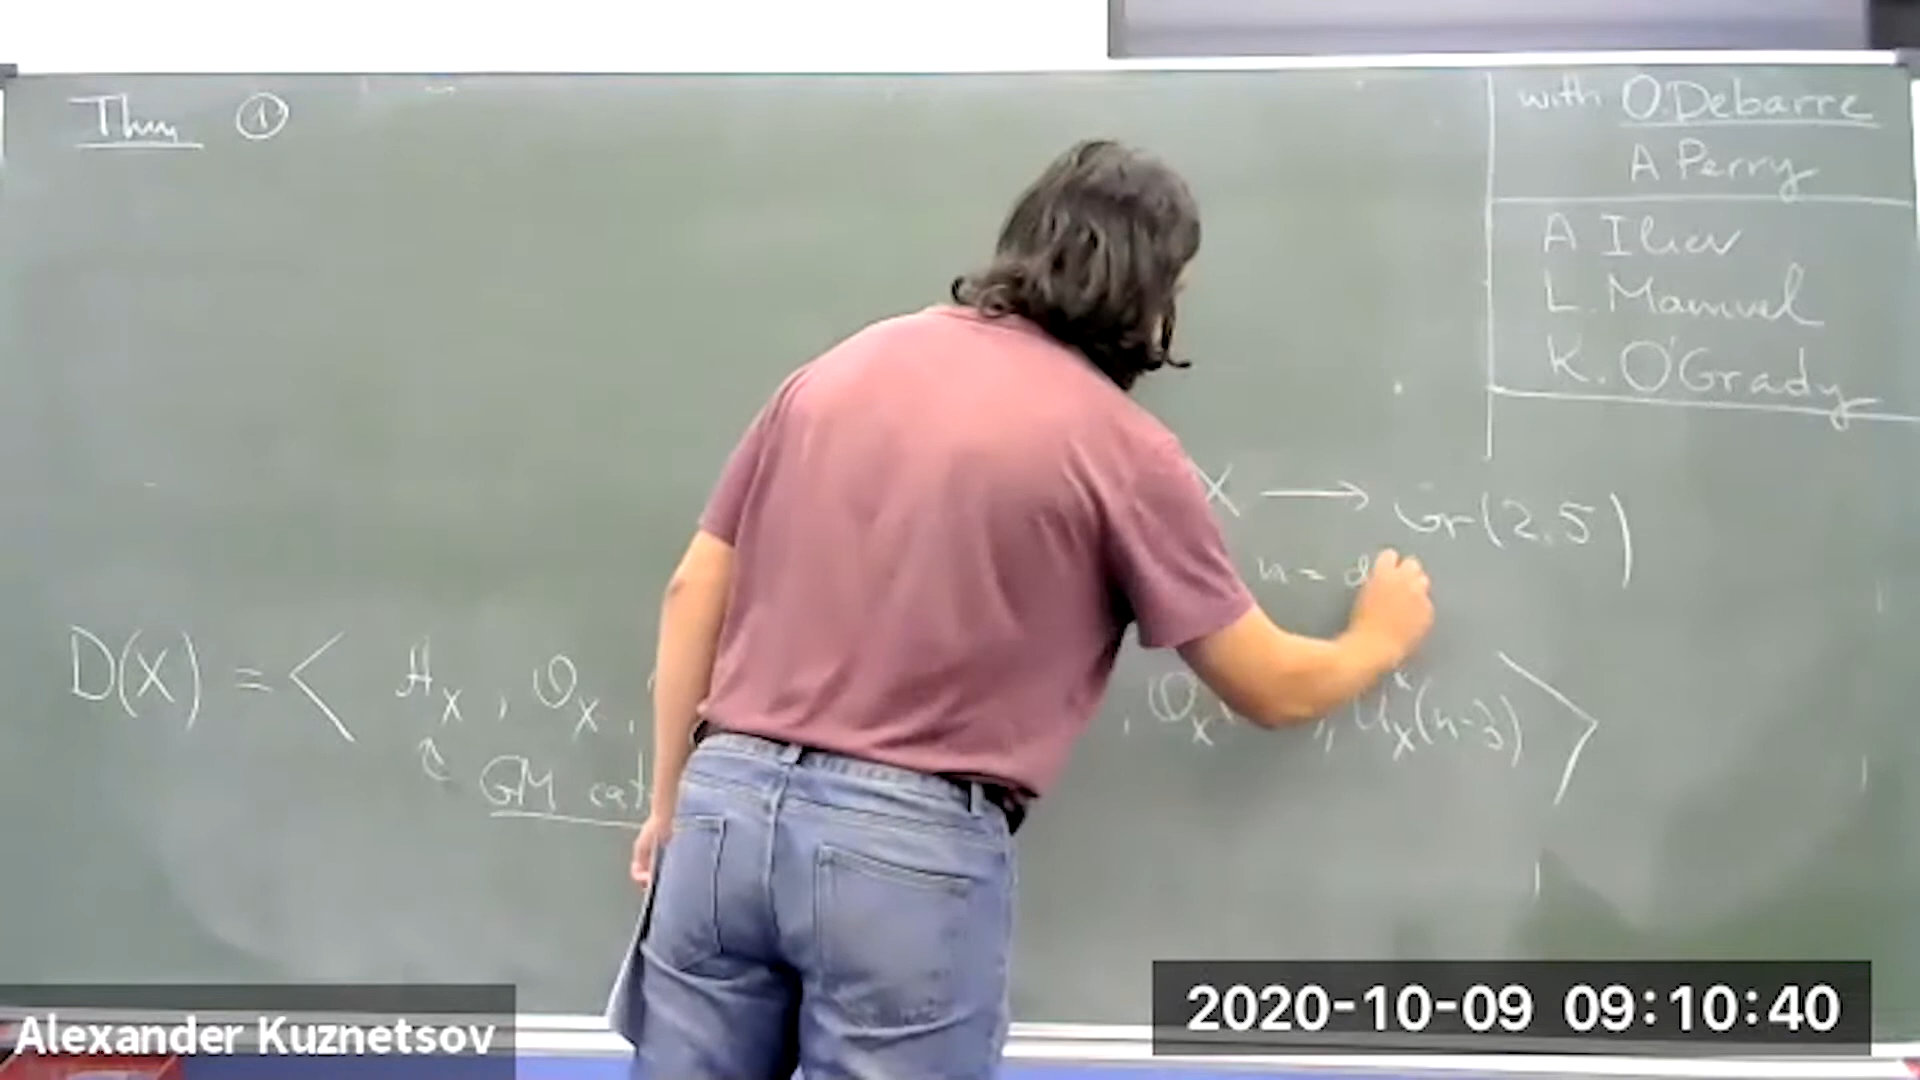 Thm ①
with O.Debarre
A Perry
A Iliev
L. Manivel
K. O'Grady
X → Gr(2,5)
n = d
D(X) = < A_X , O_X , , O_X , U_X^*(n-3) >
GM cat
Alexander Kuznetsov
2020-10-09 09:10:40